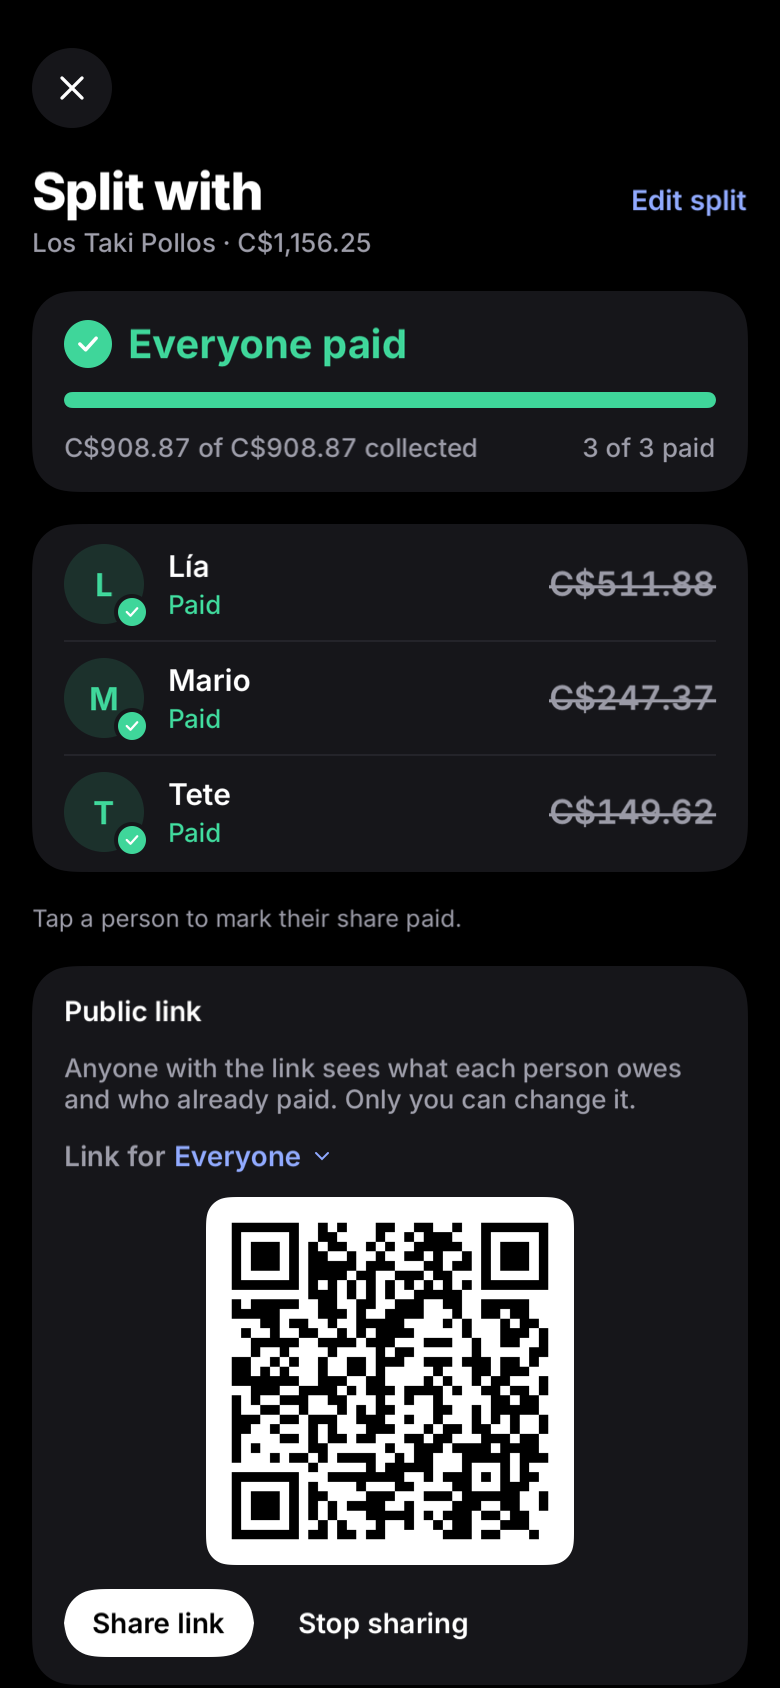 Split with
Edit split
Los Taki Pollos · C$1,156.25
Everyone paid
C$908.87 of C$908.87 collected
3 of 3 paid
L
Lía
Paid
C$511.88
M
Mario
Paid
C$247.37
T
Tete
Paid
C$149.62
Tap a person to mark their share paid.
Public link
Anyone with the link sees what each person owes
and who already paid. Only you can change it.
Link for Everyone
Share link
Stop sharing